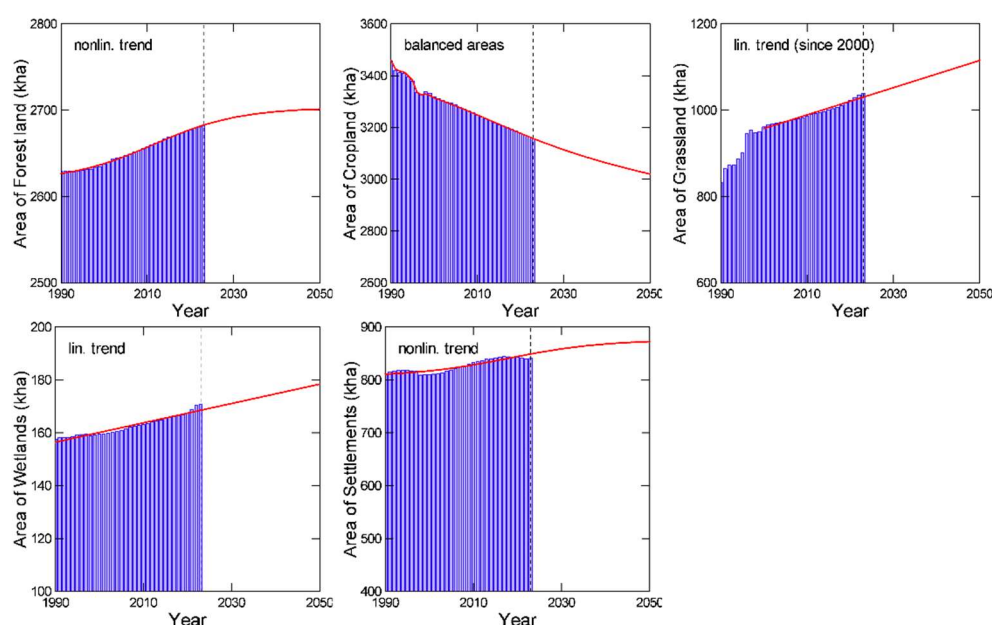 nonlin. trend
2800
2700
2600
2500
1990 2010 2030 2050
Year
Area of Forest land (kha)
balanced areas
3600
3400
3200
3000
2800
2600
1990 2010 2030 2050
Year
Area of Cropland (kha)
lin. trend (since 2000)
1200
1000
800
600
1990 2010 2030 2050
Year
Area of Grassland (kha)
lin. trend
200
180
160
140
120
100
1990 2010 2030 2050
Year
Area of Wetlands (kha)
nonlin. trend
900
800
700
600
500
400
1990 2010 2030 2050
Year
Area of Settlements (kha)